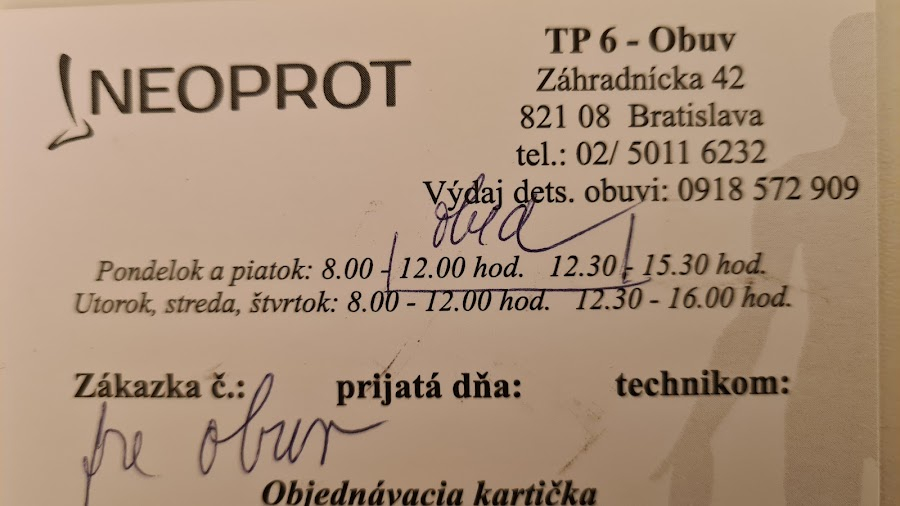 NEOPROT
TP 6 - Obuv
Záhradnícka 42
821 08 Bratislava
tel.: 02/ 5011 6232
Výdaj dets. obuvi: 0918 572 909
obed
Pondelok a piatok: 8.00 - 12.00 hod. 12.30 - 15.30 hod.
Utorok, streda, štvrtok: 8.00 - 12.00 hod. 12.30 - 16.00 hod.
Zákazka č.: prijatá dňa: technikom:
pre obuv
Objednávacia kartička